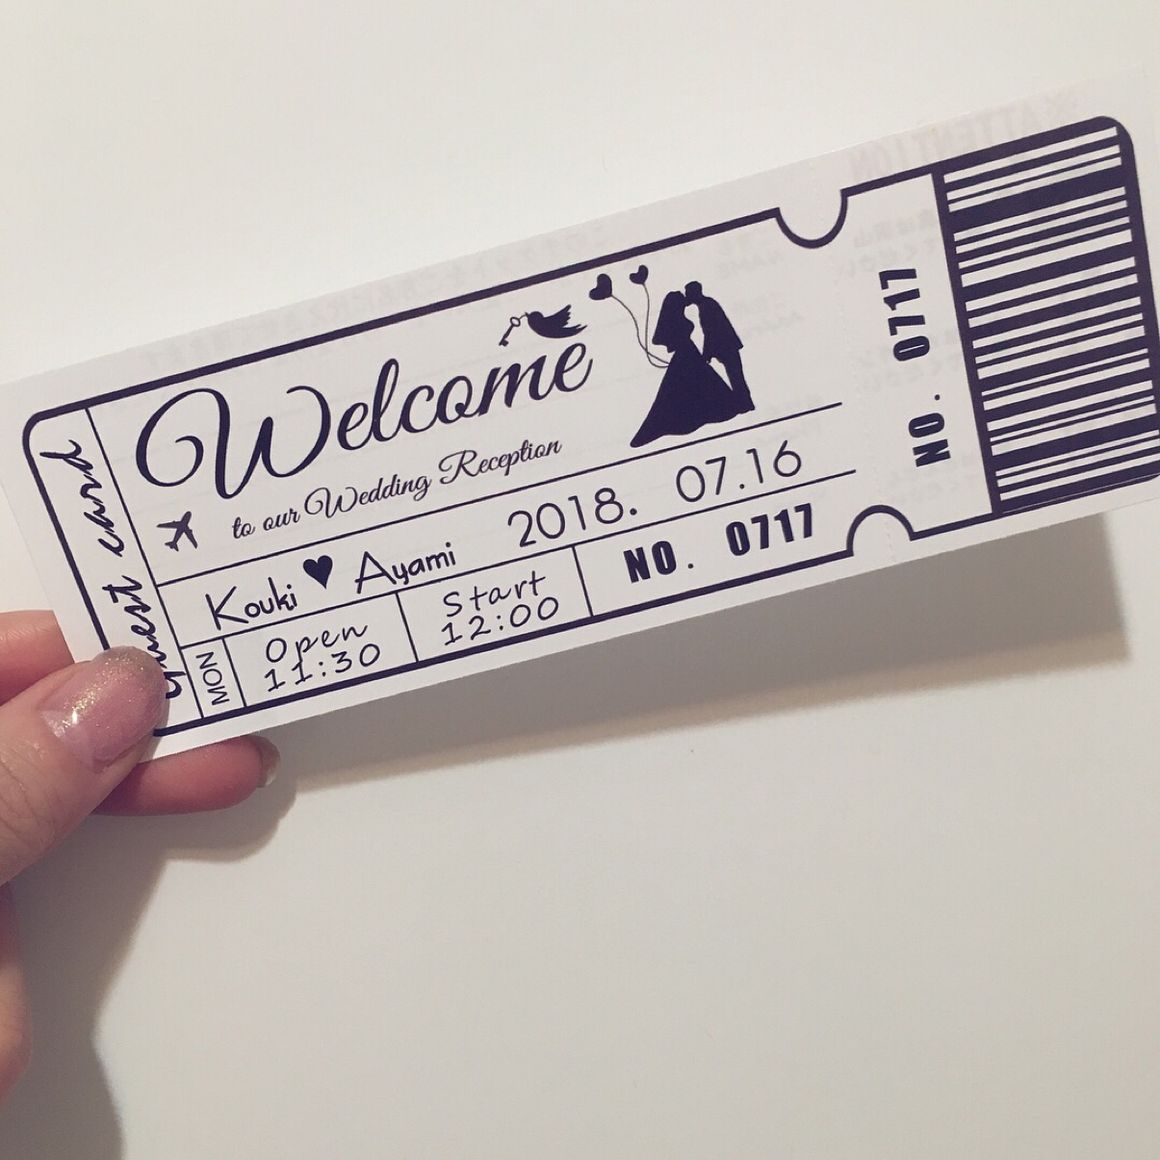 guest card
Welcome
to our Wedding Reception
Kouki ♥ Ayami 2018. 07.16
MON
Open
11:30
Start
12:00
NO. 0717
NO. 0717
ATTENTION